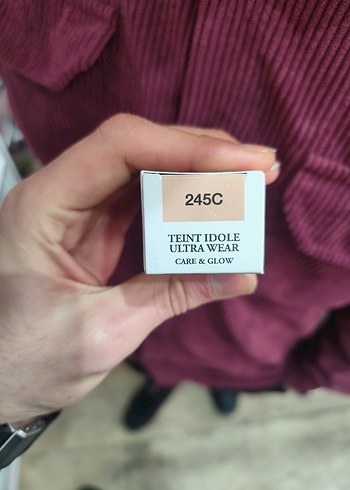 245C
TEINT IDOLE
ULTRA WEAR
CARE & GLOW